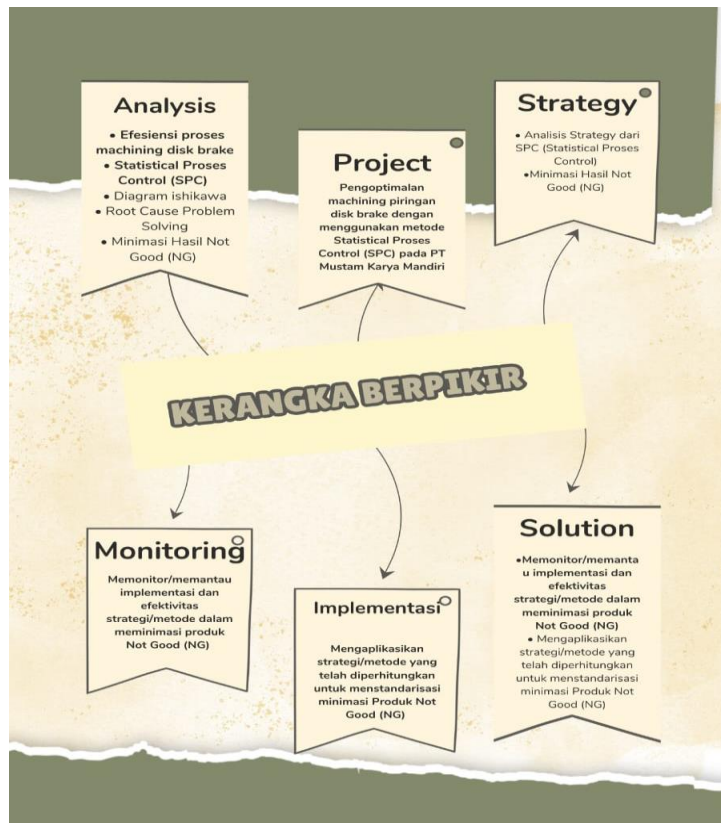 Analysis
• Efesiensi proses
machining disk brake
• Statistical Proses
Control (SPC)
• Diagram ishikawa
• Root Cause Problem
Solving
• Minimasi Hasil Not
Good (NG)
Project
Pengoptimalan
machining piringan
disk brake dengan
menggunakan metode
Statistical Proses
Control (SPC) pada PT
Mustam Karya Mandiri
Strategy
• Analisis Strategy dari
SPC (Statistical Proses
Control)
•Minimasi Hasil Not
Good (NG)
KERANGKA BERPIKIR
Monitoring
Memonitor/memantau
implementasi dan
efektivitas
strategi/metode dalam
meminimasi produk
Not Good (NG)
Implementasi
Mengaplikasikan
strategi/metode yang
telah diperhitungkan
untuk menstandarisasi
minimasi Produk Not
Good (NG)
Solution
•Memonitor/memanta
u implementasi dan
efektivitas
strategi/metode dalam
meminimasi produk
Not Good (NG)
• Mengaplikasikan
strategi/metode yang
telah diperhitungkan
untuk menstandarisasi
minimasi Produk Not
Good (NG)